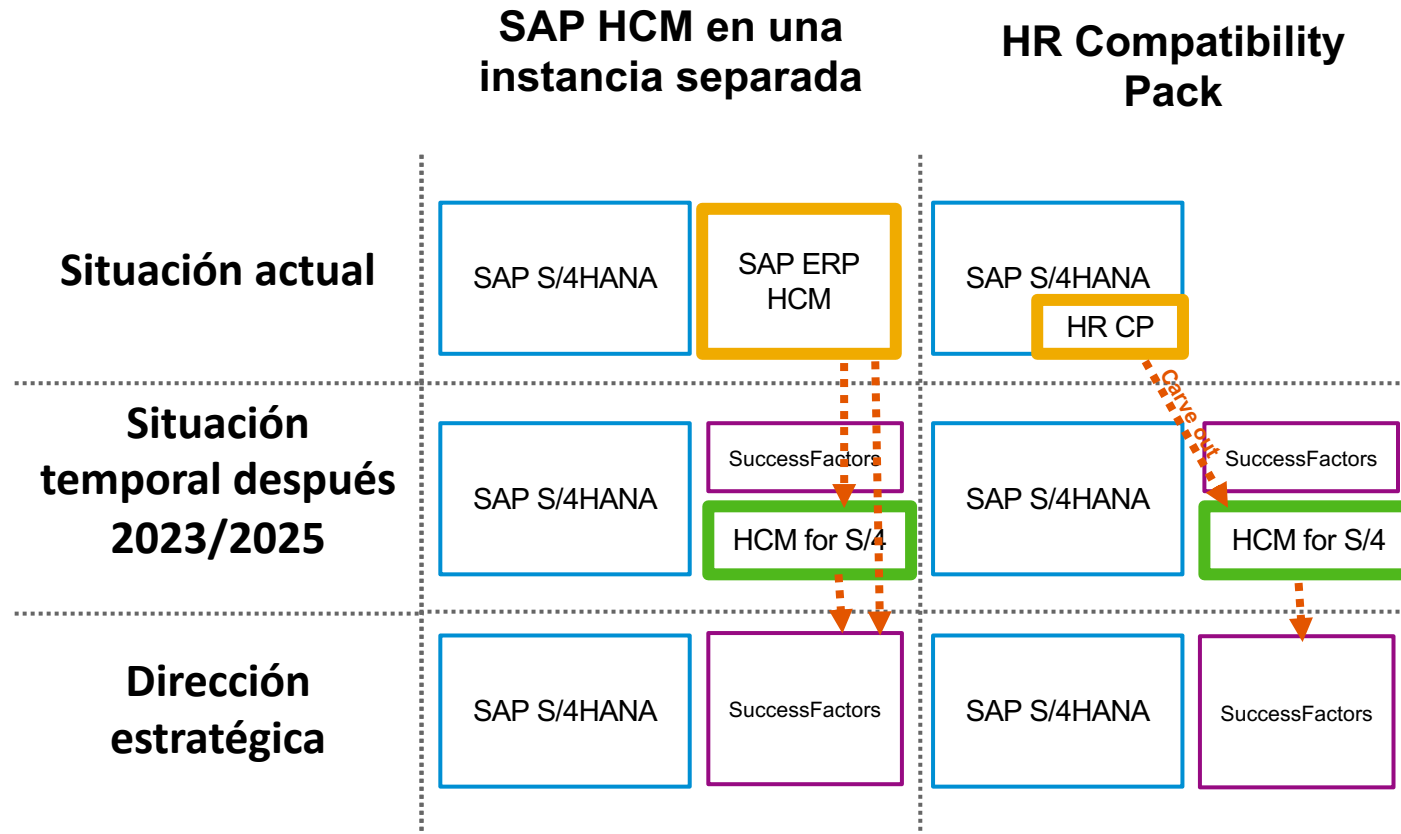 SAP HCM en una
instancia separada
HR Compatibility
Pack
Situación actual
SAP S/4HANA
SAP ERP
HCM
SAP S/4HANA
HR CP
Carve out
Situación
temporal después
2023/2025
SAP S/4HANA
SuccessFactors
HCM for S/4
SAP S/4HANA
SuccessFactors
HCM for S/4
Dirección
estratégica
SAP S/4HANA
SuccessFactors
SAP S/4HANA
SuccessFactors